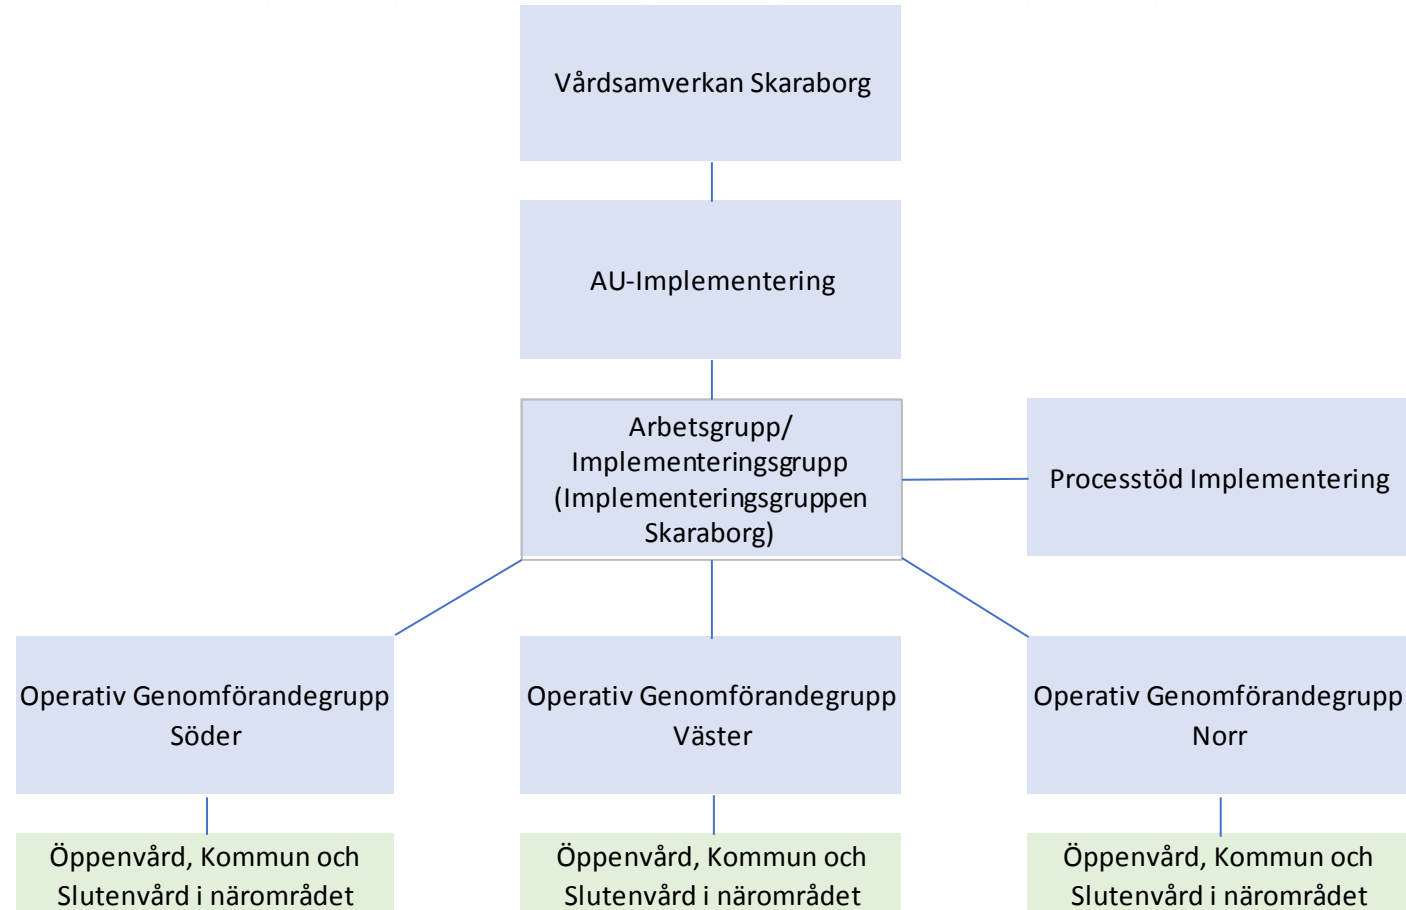 Vårdsamverkan Skaraborg
AU-Implementering
Arbetsgrupp/
Implementeringsgrupp
(Implementeringsgruppen
Skaraborg)
Processtöd Implementering
Operativ Genomförandegrupp
Söder
Operativ Genomförandegrupp
Väster
Operativ Genomförandegrupp
Norr
Öppenvård, Kommun och
Slutenvård i närområdet
Öppenvård, Kommun och
Slutenvård i närområdet
Öppenvård, Kommun och
Slutenvård i närområdet